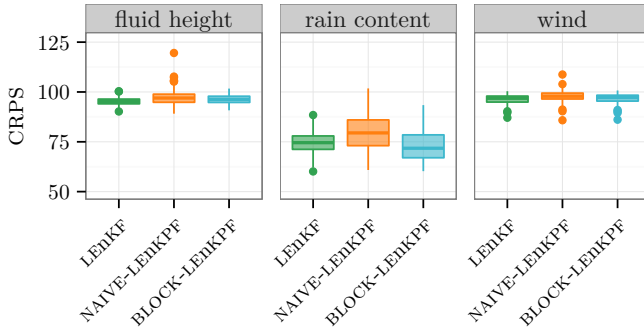 fluid height rain content wind
125
100
75
50
CRPS
LEnKF NAIVE-LEnKPF BLOCK-LEnKPF LEnKF NAIVE-LEnKPF BLOCK-LEnKPF LEnKF NAIVE-LEnKPF BLOCK-LEnKPF